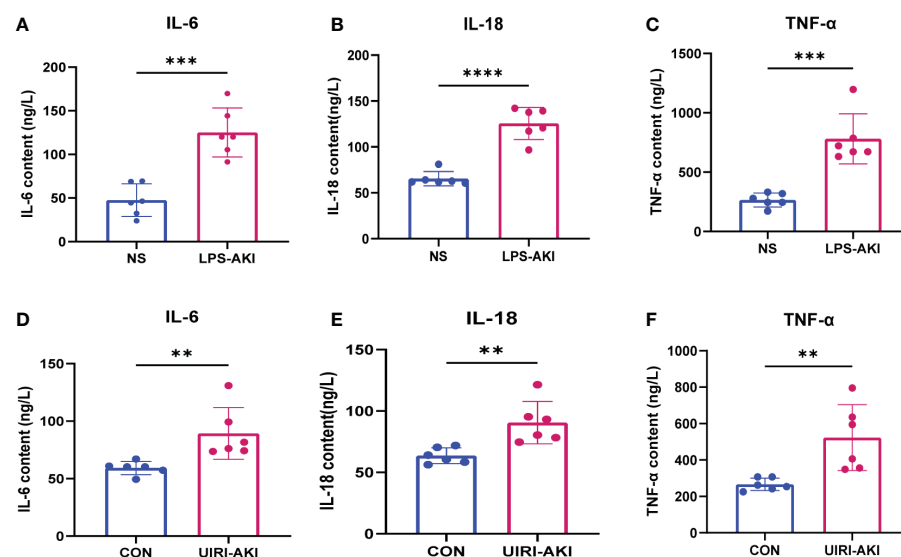 A IL-6
***
IL-6 content (ng/L)
200
150
100
50
0
NS LPS-AKI
B IL-18
****
IL-18 content(ng/L)
200
150
100
50
0
NS LPS-AKI
C TNF-α
***
TNF-α content (ng/L)
1500
1000
500
0
NS LPS-AKI
D IL-6
**
IL-6 content (ng/L)
150
100
50
0
CON UIRI-AKI
E IL-18
**
IL-18 content(ng/L)
150
100
50
0
CON UIRI-AKI
F TNF-α
**
TNF-α content (ng/L)
1000
800
600
400
200
0
CON UIRI-AKI